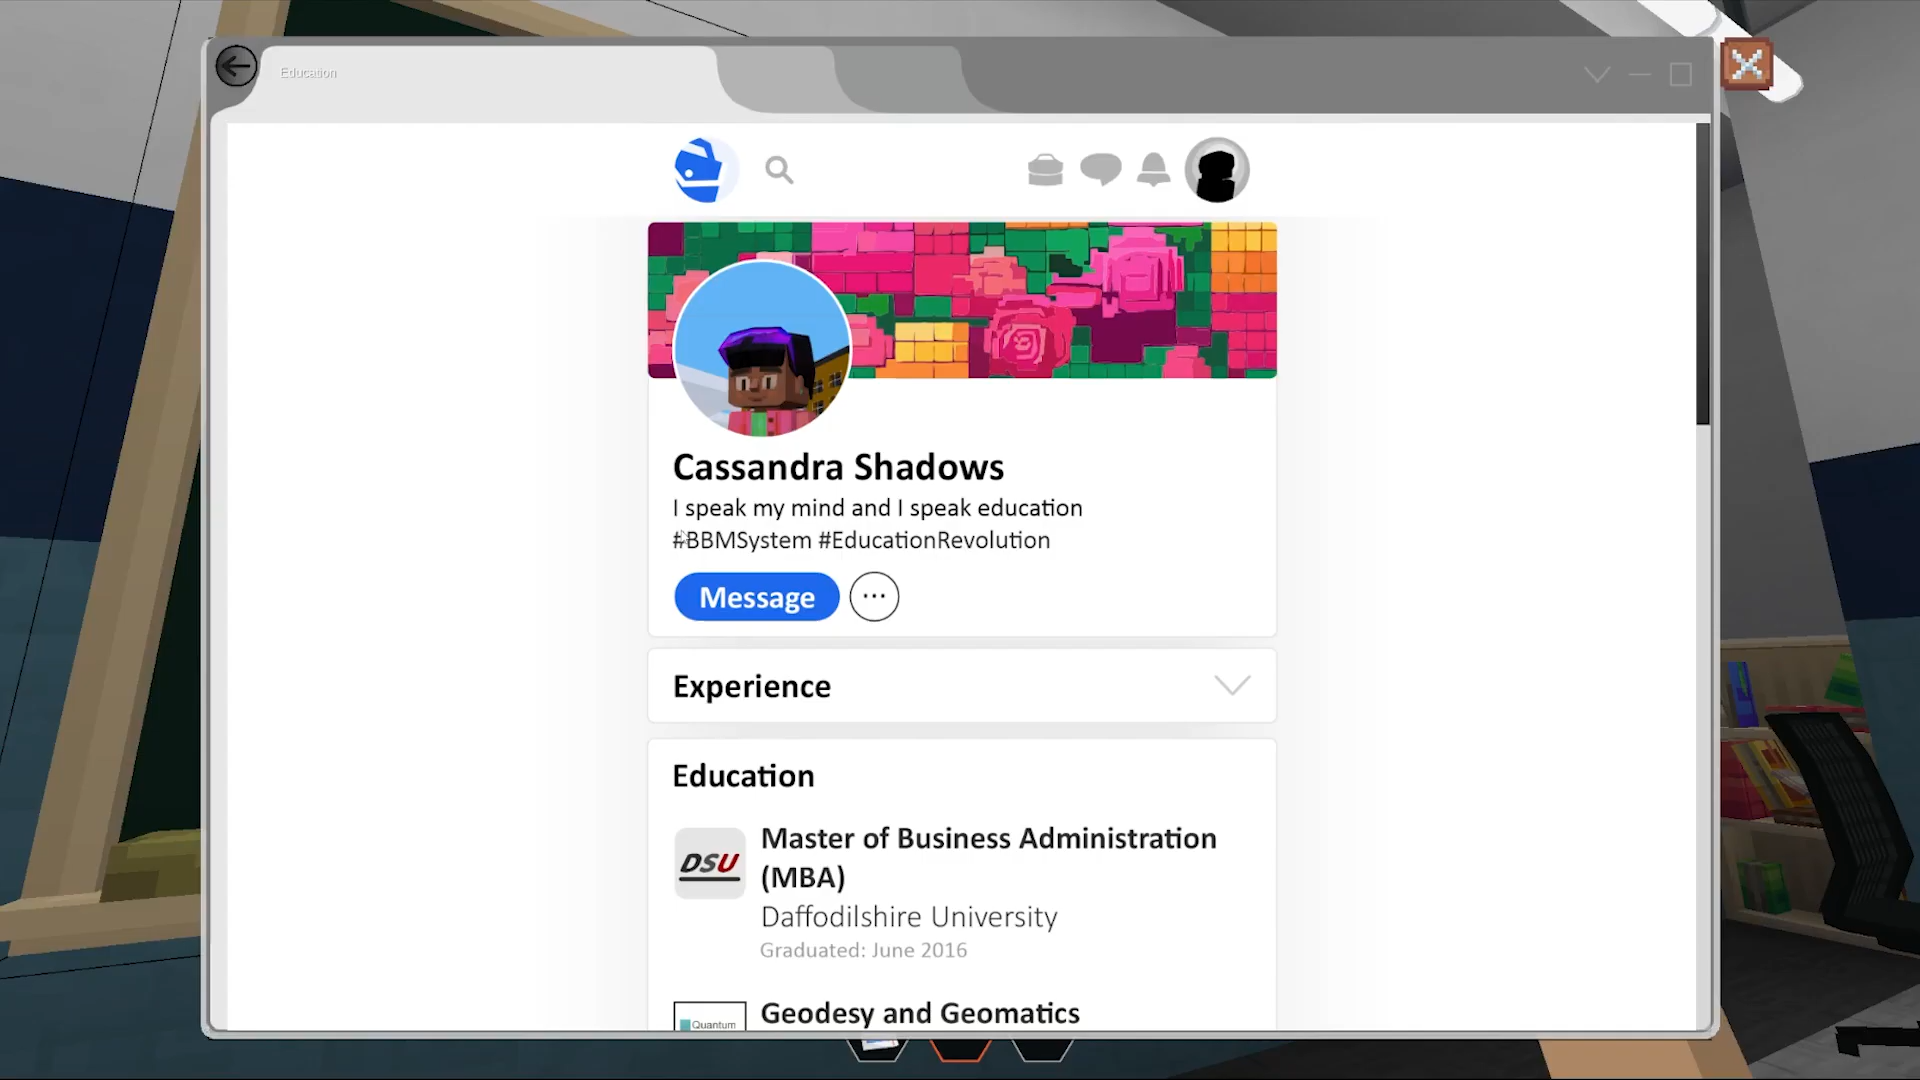 Education
Cassandra Shadows
I speak my mind and I speak education
#BBMSystem #EducationRevolution
Message
Experience
Education
DSU
Master of Business Administration
(MBA)
Daffodilshire University
Graduated: June 2016
Quantum
Geodesy and Geomatics